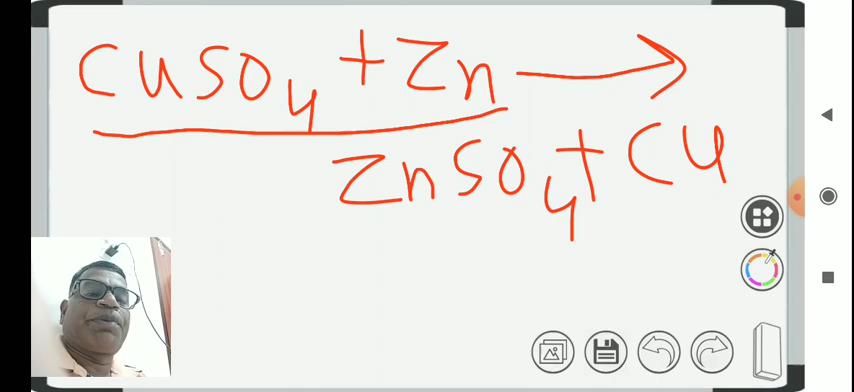 CuSO4 + Zn →
ZnSO4 + Cu